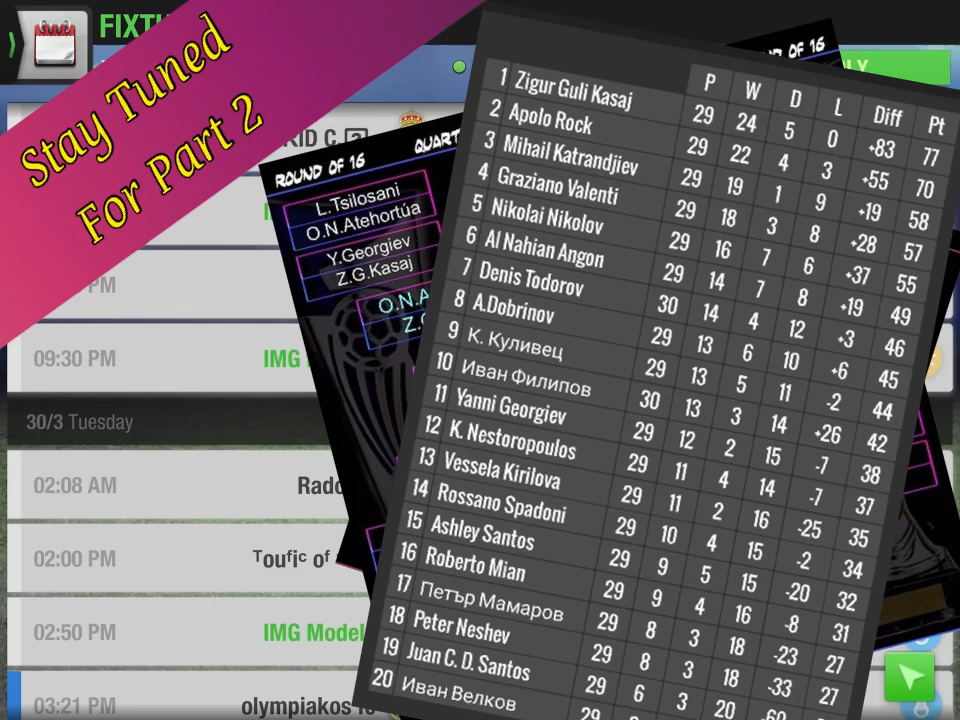 FIXTU
Stay Tuned
For Part 2
RID C.
PM
09:30 PM IMG
30/3 Tuesday
02:08 AM
02:00 PM Toufic of
02:50 PM IMG Model
03:21 PM olympiakos
ROUND OF 16
L.Tsilosani
O.N.Atehortúa
Y.Georgiev
Z.G.Kasaj
O.N.A
OF 16
P W D L Diff Pt
1 Zigur Guli Kasaj 29 24 5 0 +83 77
2 Apolo Rock 29 22 4 3 +55 70
3 Mihail Katrandjiev 29 19 1 9 +19 58
4 Graziano Valenti 29 18 3 8 +28 57
5 Nikolai Nikolov 29 16 7 6 +37 55
6 Al Nahian Angon 29 14 7 8 +19 49
7 Denis Todorov 30 14 4 12 +3 46
8 A.Dobrinov 29 13 6 10 +6 45
9 К. Куливец 29 13 5 11 -2 44
10 Иван Филипов 30 13 3 14 +26 42
11 Yanni Georgiev 29 12 2 15 -7 38
12 K. Nestoropoulos 29 11 4 14 -7 37
13 Vessela Kirilova 29 11 2 16 -25 35
14 Rossano Spadoni 29 10 4 15 -2 34
15 Ashley Santos 29 9 5 15 -20 32
16 Roberto Mian 29 9 4 16 -8 31
17 Петър Мамаров 29 8 3 18 -23 27
18 Peter Neshev 29 8 3 18 -33 27
19 Juan C. D. Santos 29 6 3 20
20 Иван Велков 29